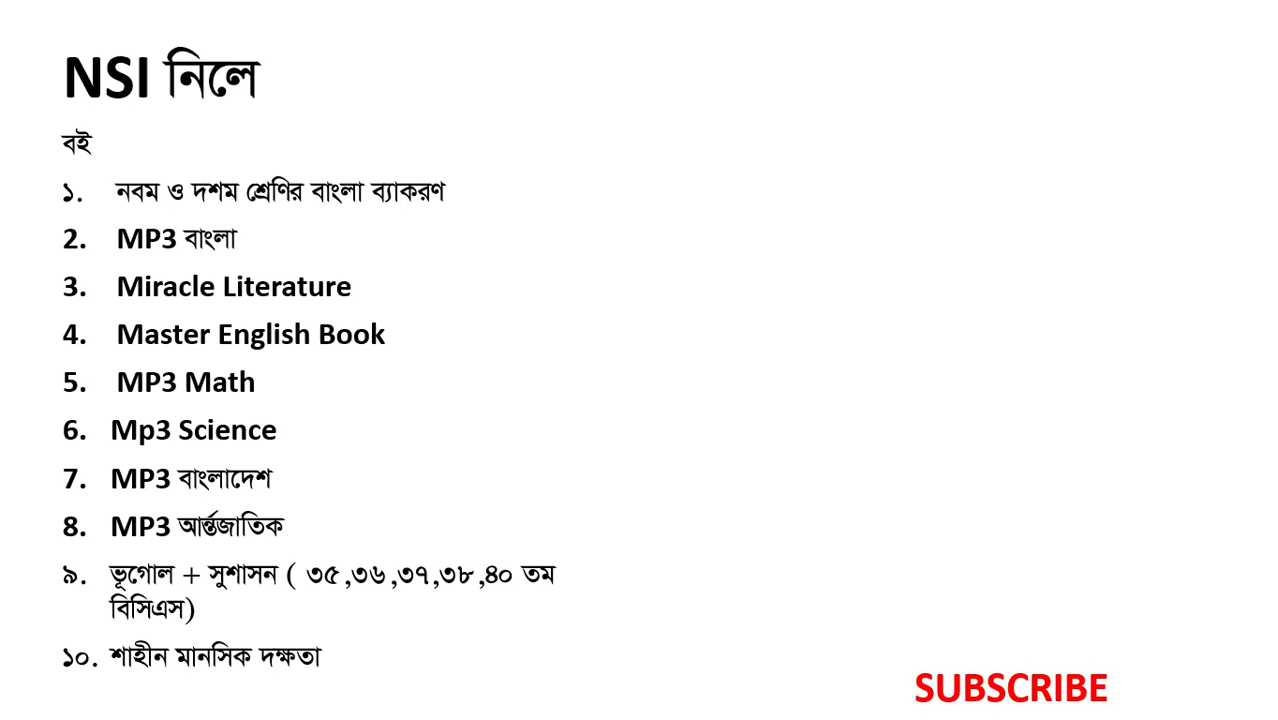 NSI নিলে
বই
১. নবম ও দশম শ্রেণির বাংলা ব্যাকরণ
2. MP3 বাংলা
3. Miracle Literature
4. Master English Book
5. MP3 Math
6. Mp3 Science
7. MP3 বাংলাদেশ
8. MP3 আর্ন্তজাতিক
৯. ভূগোল + সুশাসন ( ৩৫,৩৬,৩৭,৩৮,৪০ তম
বিসিএস)
১০. শাহীন মানসিক দক্ষতা
SUBSCRIBE